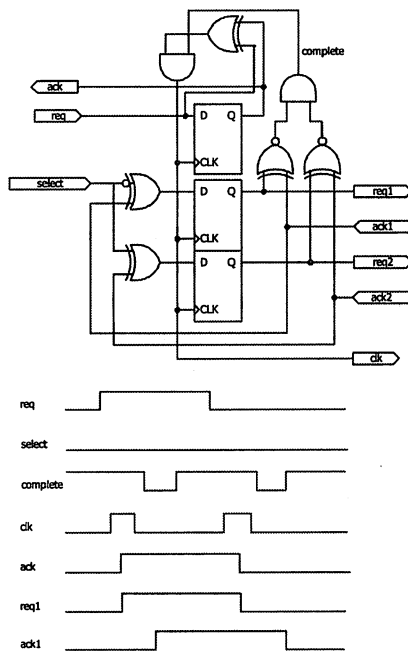 complete
ack
req
D Q
CLK
select
D Q
req1
CLK
ack1
D Q
req2
CLK
ack2
clk
req
select
complete
clk
ack
req1
ack1